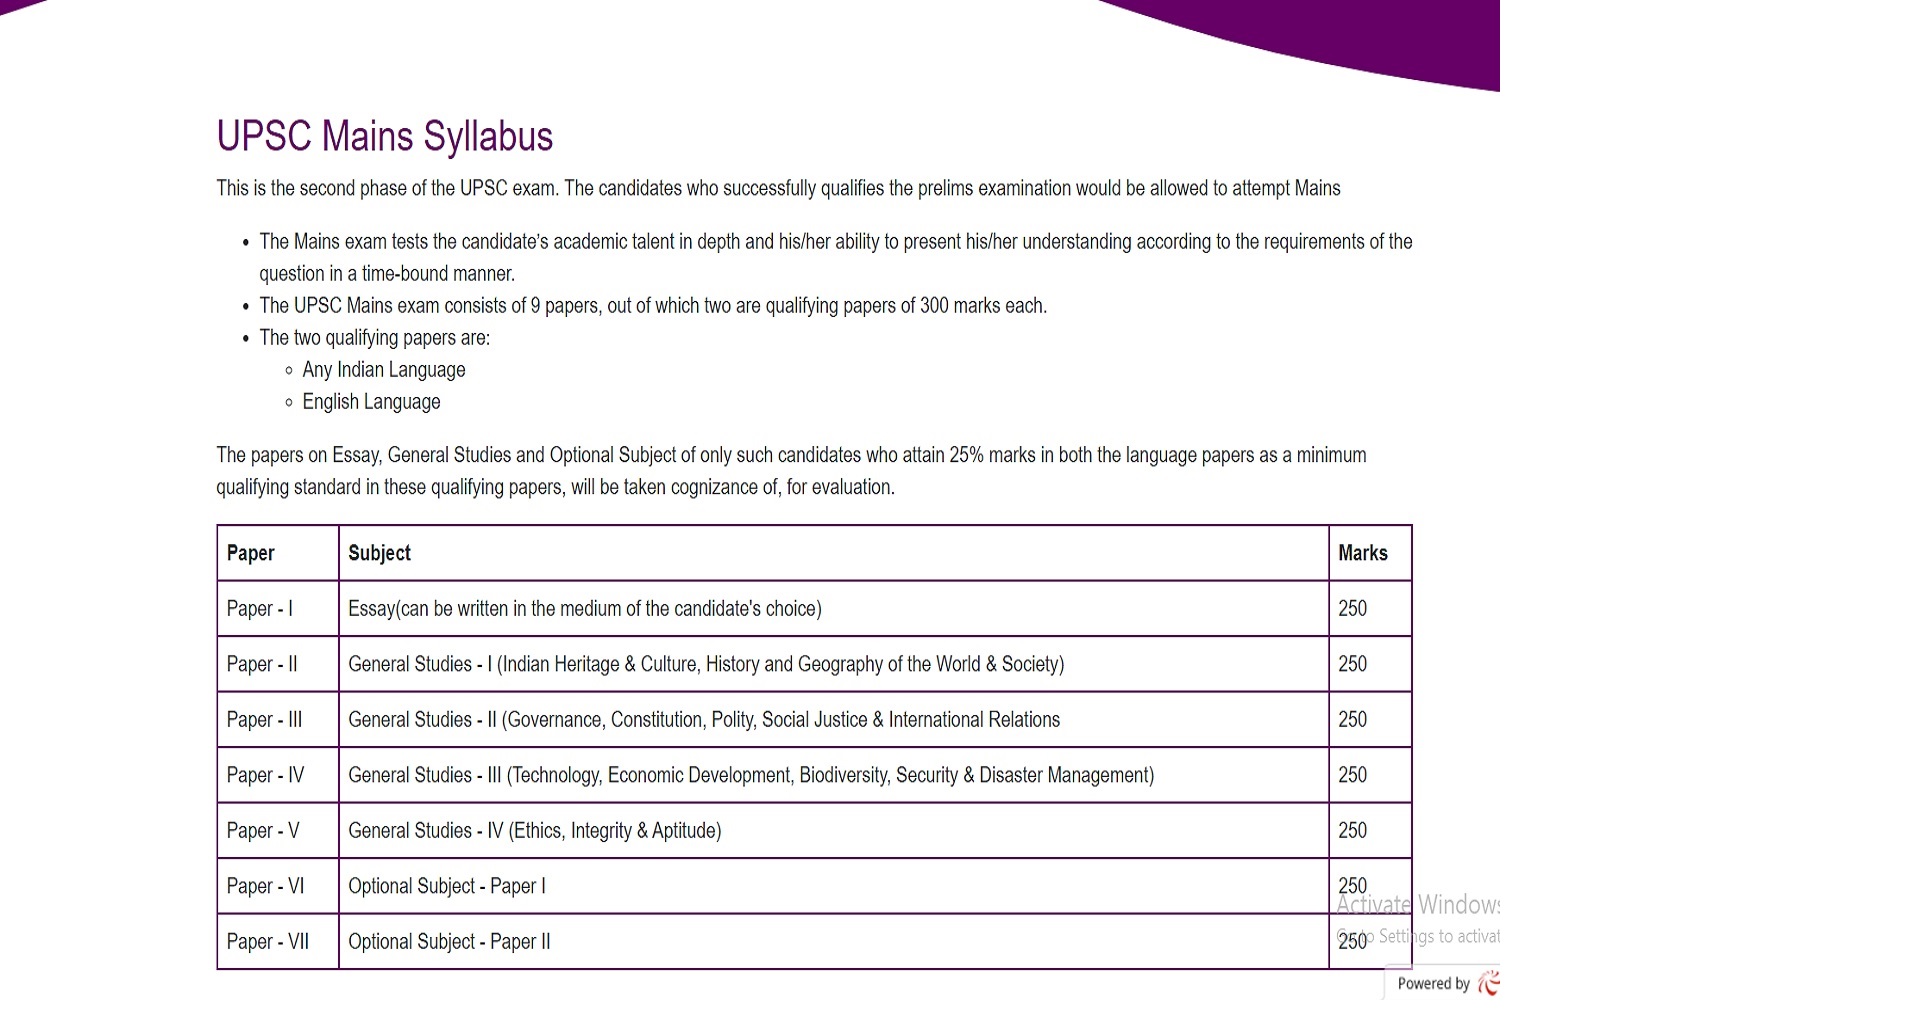 UPSC Mains Syllabus
This is the second phase of the UPSC exam. The candidates who successfully qualifies the prelims examination would be allowed to attempt Mains
• The Mains exam tests the candidate’s academic talent in depth and his/her ability to present his/her understanding according to the requirements of the
question in a time-bound manner.
• The UPSC Mains exam consists of 9 papers, out of which two are qualifying papers of 300 marks each.
• The two qualifying papers are:
◦ Any Indian Language
◦ English Language
The papers on Essay, General Studies and Optional Subject of only such candidates who attain 25% marks in both the language papers as a minimum
qualifying standard in these qualifying papers, will be taken cognizance of, for evaluation.
Paper Subject Marks
Paper - I Essay(can be written in the medium of the candidate's choice) 250
Paper - II General Studies - I (Indian Heritage & Culture, History and Geography of the World & Society) 250
Paper - III General Studies - II (Governance, Constitution, Polity, Social Justice & International Relations 250
Paper - IV General Studies - III (Technology, Economic Development, Biodiversity, Security & Disaster Management) 250
Paper - V General Studies - IV (Ethics, Integrity & Aptitude) 250
Paper - VI Optional Subject - Paper I 250
Activate Windows
Paper - VII Optional Subject - Paper II 250
to Settings to activat
Powered by